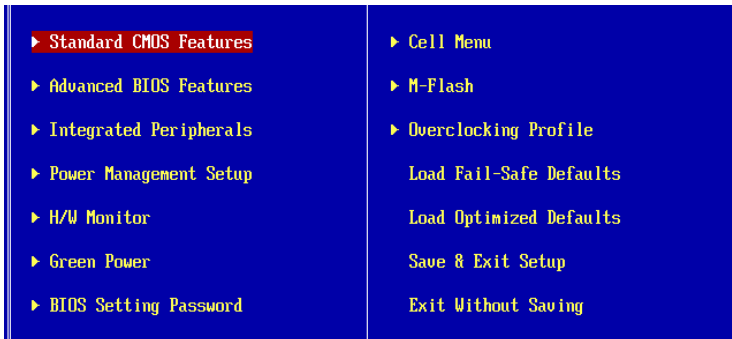 Standard CMOS Features
Advanced BIOS Features
Integrated Peripherals
Power Management Setup
H/W Monitor
Green Power
BIOS Setting Password
Cell Menu
M-Flash
Overclocking Profile
Load Fail-Safe Defaults
Load Optimized Defaults
Save & Exit Setup
Exit Without Saving